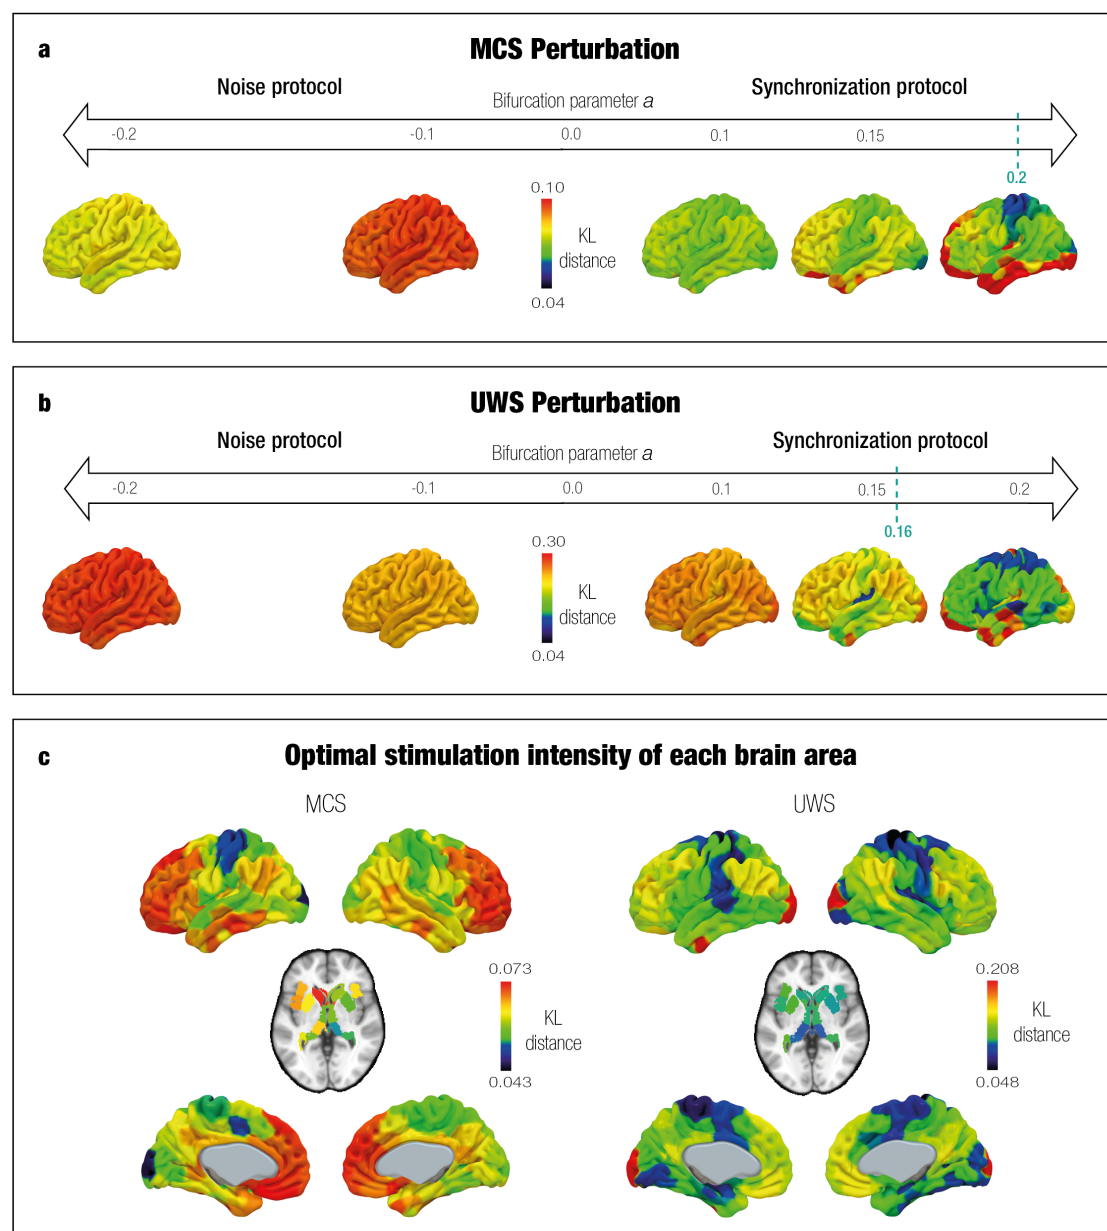 a
MCS Perturbation
Noise protocol
Synchronization protocol
Bifurcation parameter a
-0.2
-0.1
0.0
0.1
0.15
0.2
0.10
KL
distance
0.04
b
UWS Perturbation
Noise protocol
Synchronization protocol
Bifurcation parameter a
-0.2
-0.1
0.0
0.1
0.15
0.2
0.16
0.30
KL
distance
0.04
c
Optimal stimulation intensity of each brain area
MCS
UWS
0.073
KL
distance
0.043
0.208
KL
distance
0.048